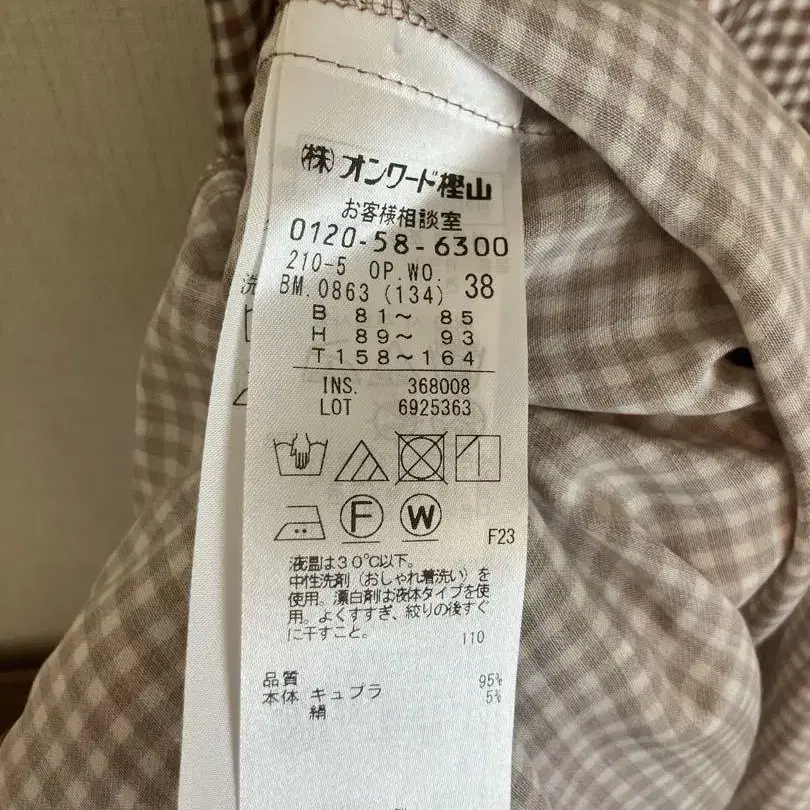 ㈱オンワード樫山
お客様相談室
0120-58-6300
210-5 OP.WO.
BM.0863 (134) 38
B 81～ 85
H 89～ 93
T 158～164
INS. 368008
LOT 6925363
F W
F23
液温は30℃以下。
中性洗剤（おしゃれ着洗い）を
使用。漂白剤は液体タイプを使
用。よくすすぎ、絞りの後すぐ
に干すこと。
110
品質
本体 キュプラ 95%
絹 5%
洗